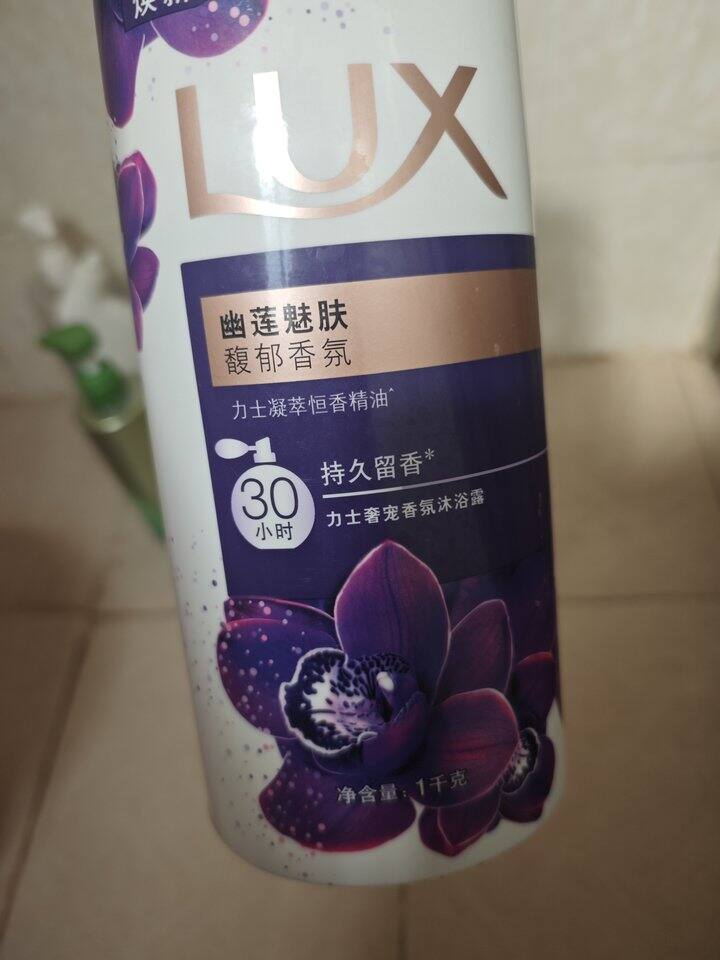 焕新
LUX
幽莲魅肤
馥郁香氛
力士凝萃恒香精油^
30
小时
持久留香*
力士奢宠香氛沐浴露
净含量：1千克